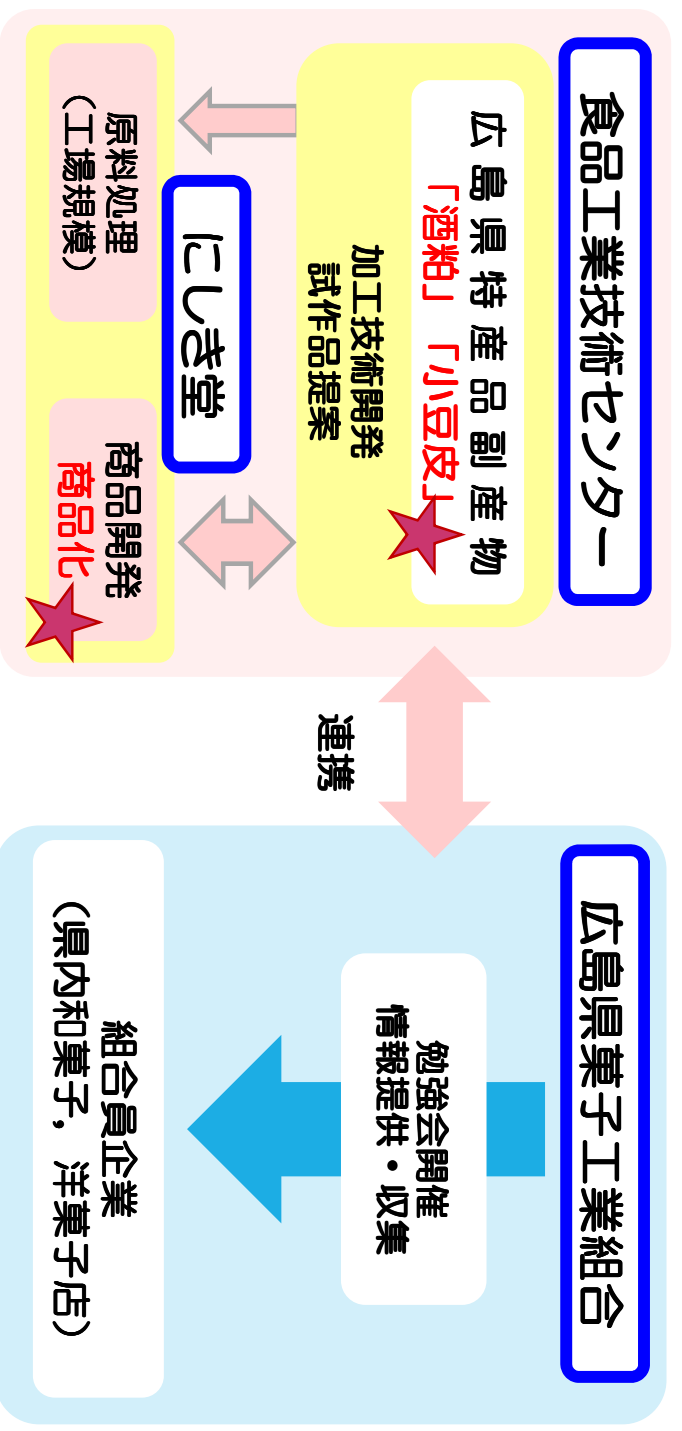 食品工業技術センター
広島県特産品副産物
「酒粕」「小豆皮」
加工技術開発
試作品提案
にしき堂
原料処理
（工場規模）
商品開発
商品化
連携
広島県菓子工業組合
勉強会開催
情報提供・収集
組合員企業
（県内和菓子，洋菓子店）